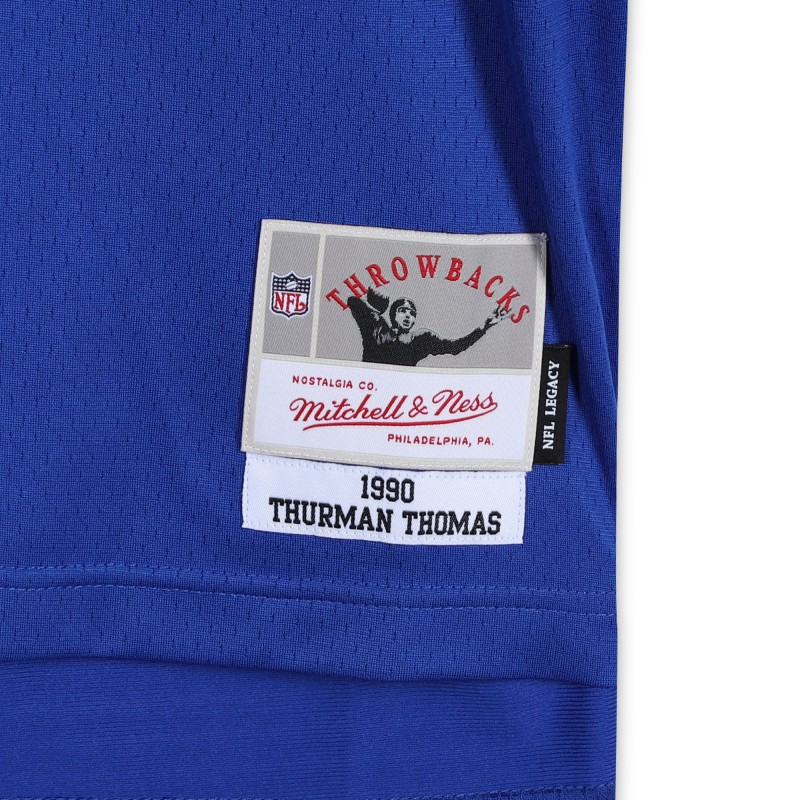 NFL
THROWBACKS
NOSTALGIA CO.
Mitchell & Ness
PHILADELPHIA, PA.
NFL LEGACY
1990
THURMAN THOMAS